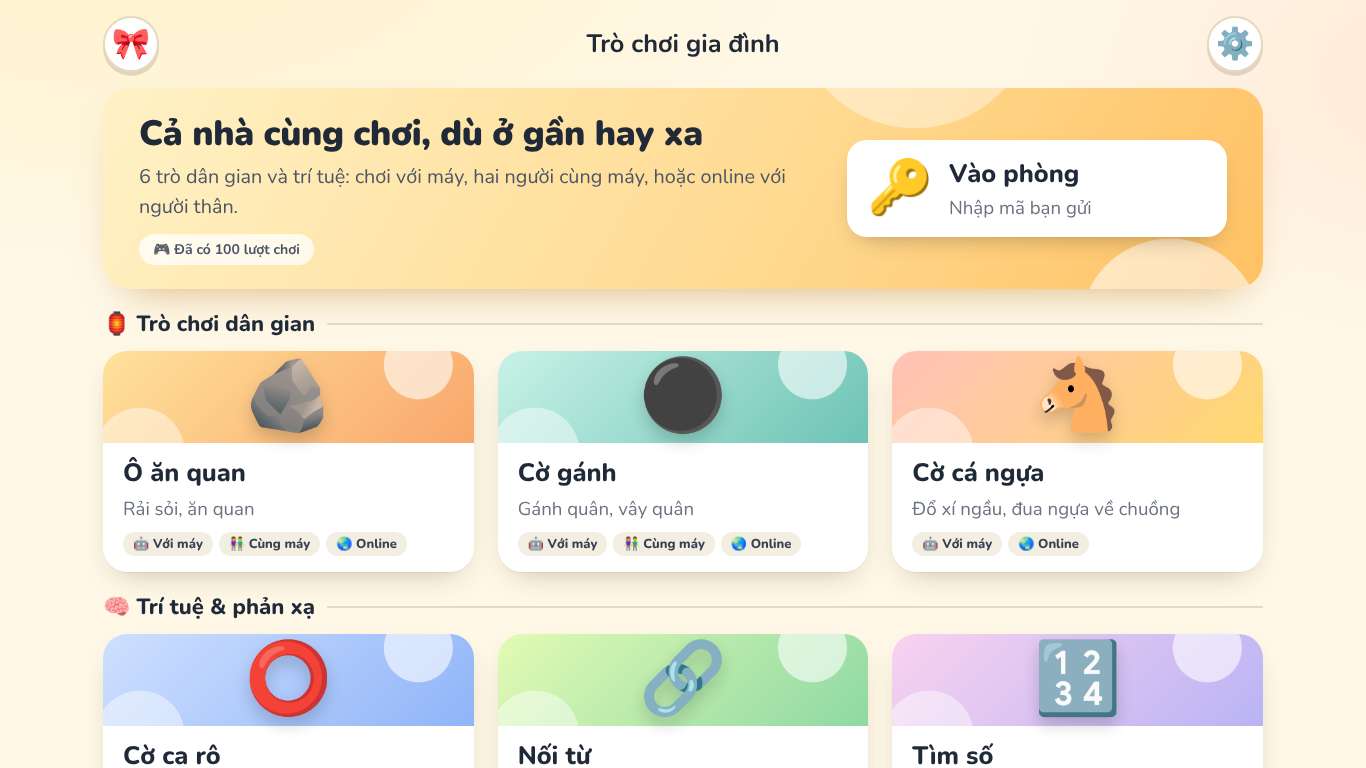 Trò chơi gia đình
Cả nhà cùng chơi, dù ở gần hay xa
6 trò dân gian và trí tuệ: chơi với máy, hai người cùng máy, hoặc online với
người thân.
Đã có 100 lượt chơi
Vào phòng
Nhập mã bạn gửi
Trò chơi dân gian
Ô ăn quan
Rải sỏi, ăn quan
Với máy Cùng máy Online
Cờ gánh
Gánh quân, vây quân
Với máy Cùng máy Online
Cờ cá ngựa
Đổ xí ngầu, đua ngựa về chuồng
Với máy Online
Trí tuệ & phản xạ
Cờ ca rô
Nối từ
1 2
3 4
Tìm số